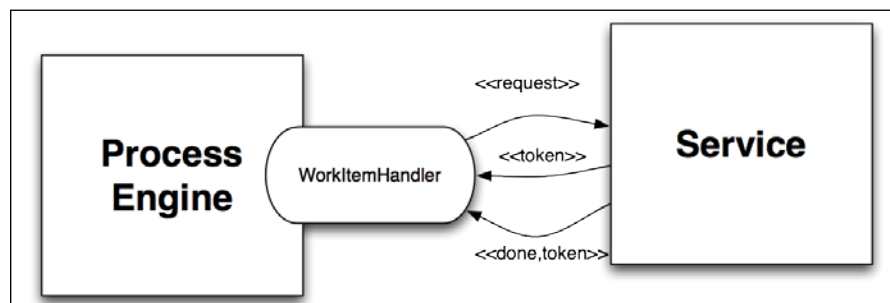 Process
Engine
WorkItemHandler
<<request>>
<<token>>
<<done,token>>
Service